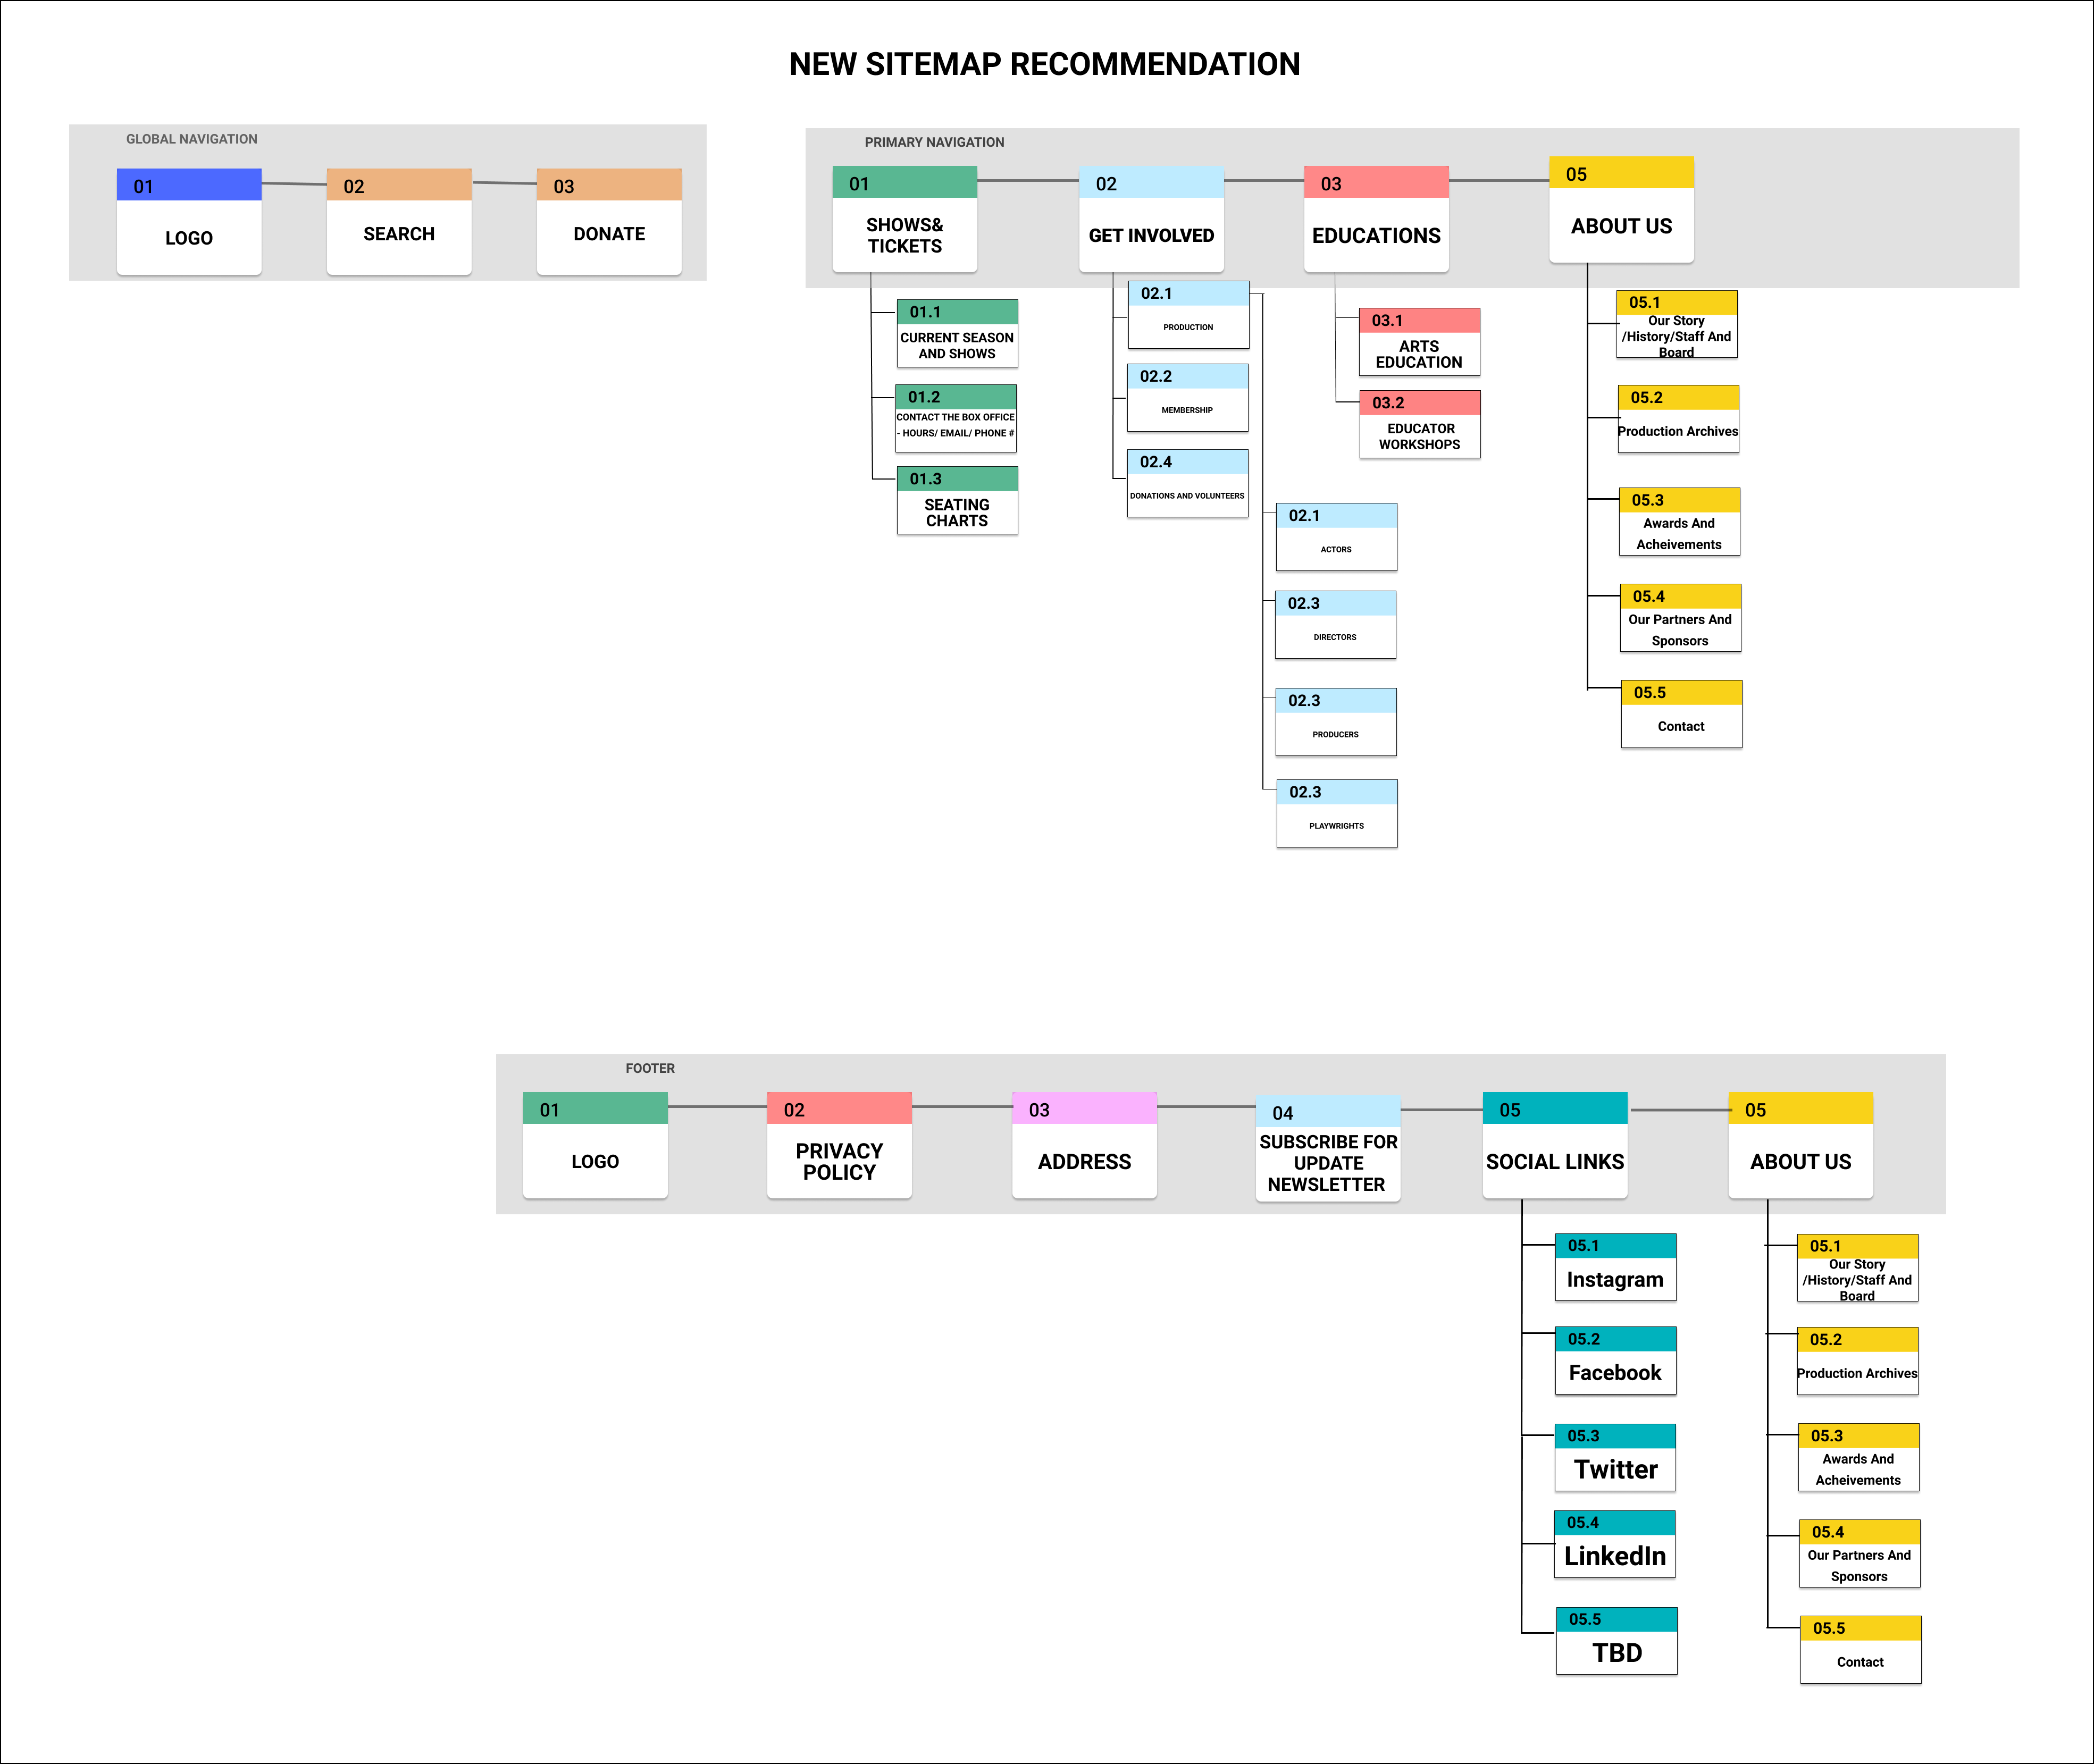 NEW SITEMAP RECOMMENDATION
GLOBAL NAVIGATION
01
LOGO
02
SEARCH
03
DONATE
PRIMARY NAVIGATION
01
SHOWS&
TICKETS
01.1
CURRENT SEASON
AND SHOWS
01.2
CONTACT THE BOX OFFICE
- HOURS/ EMAIL/ PHONE #
01.3
SEATING
CHARTS
02
GET INVOLVED
02.1
PRODUCTION
02.2
MEMBERSHIP
02.4
DONATIONS AND VOLUNTEERS
02.1
ACTORS
02.3
DIRECTORS
02.3
PRODUCERS
02.3
PLAYWRIGHTS
03
EDUCATIONS
03.1
ARTS
EDUCATION
03.2
EDUCATOR
WORKSHOPS
05
ABOUT US
05.1
Our Story
/History/Staff And
Board
05.2
Production Archives
05.3
Awards And
Acheivements
05.4
Our Partners And
Sponsors
05.5
Contact
FOOTER
01
LOGO
02
PRIVACY
POLICY
03
ADDRESS
04
SUBSCRIBE FOR
UPDATE
NEWSLETTER
05
SOCIAL LINKS
05.1
Instagram
05.2
Facebook
05.3
Twitter
05.4
LinkedIn
05.5
TBD
05
ABOUT US
05.1
Our Story
/History/Staff And
Board
05.2
Production Archives
05.3
Awards And
Acheivements
05.4
Our Partners And
Sponsors
05.5
Contact